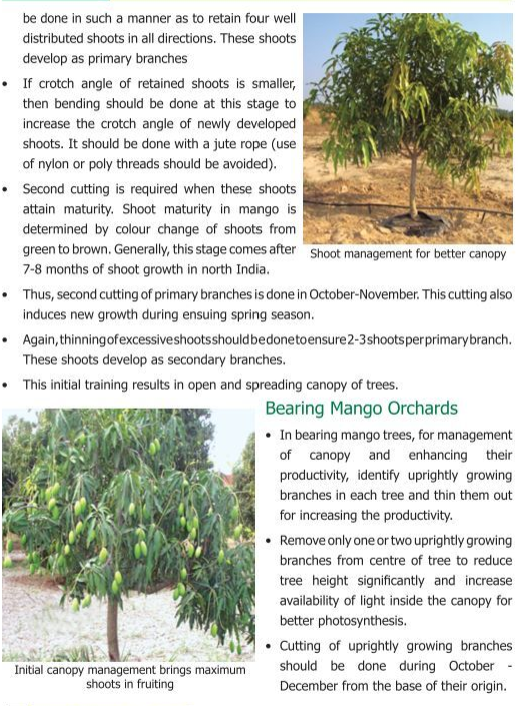 be done in such a manner as to retain four well
distributed shoots in all directions. These shoots
develop as primary branches
• If crotch angle of retained shoots is smaller,
then bending should be done at this stage to
increase the crotch angle of newly developed
shoots. It should be done with a jute rope (use
of nylon or poly threads should be avoided).
• Second cutting is required when these shoots
attain maturity. Shoot maturity in mango is
determined by colour change of shoots from
green to brown. Generally, this stage comes after
7-8 months of shoot growth in north India.
Shoot management for better canopy
• Thus, second cutting of primary branches is done in October-November. This cutting also
induces new growth during ensuing spring season.
• Again, thinning of excessive shoots should be done to ensure 2-3 shoots per primary branch.
These shoots develop as secondary branches.
• This initial training results in open and spreading canopy of trees.
Bearing Mango Orchards
• In bearing mango trees, for management
of canopy and enhancing their
productivity, identify uprightly growing
branches in each tree and thin them out
for increasing the productivity.
• Remove only one or two uprightly growing
branches from centre of tree to reduce
tree height significantly and increase
availability of light inside the canopy for
better photosynthesis.
• Cutting of uprightly growing branches
should be done during October -
December from the base of their origin.
Initial canopy management brings maximum
shoots in fruiting